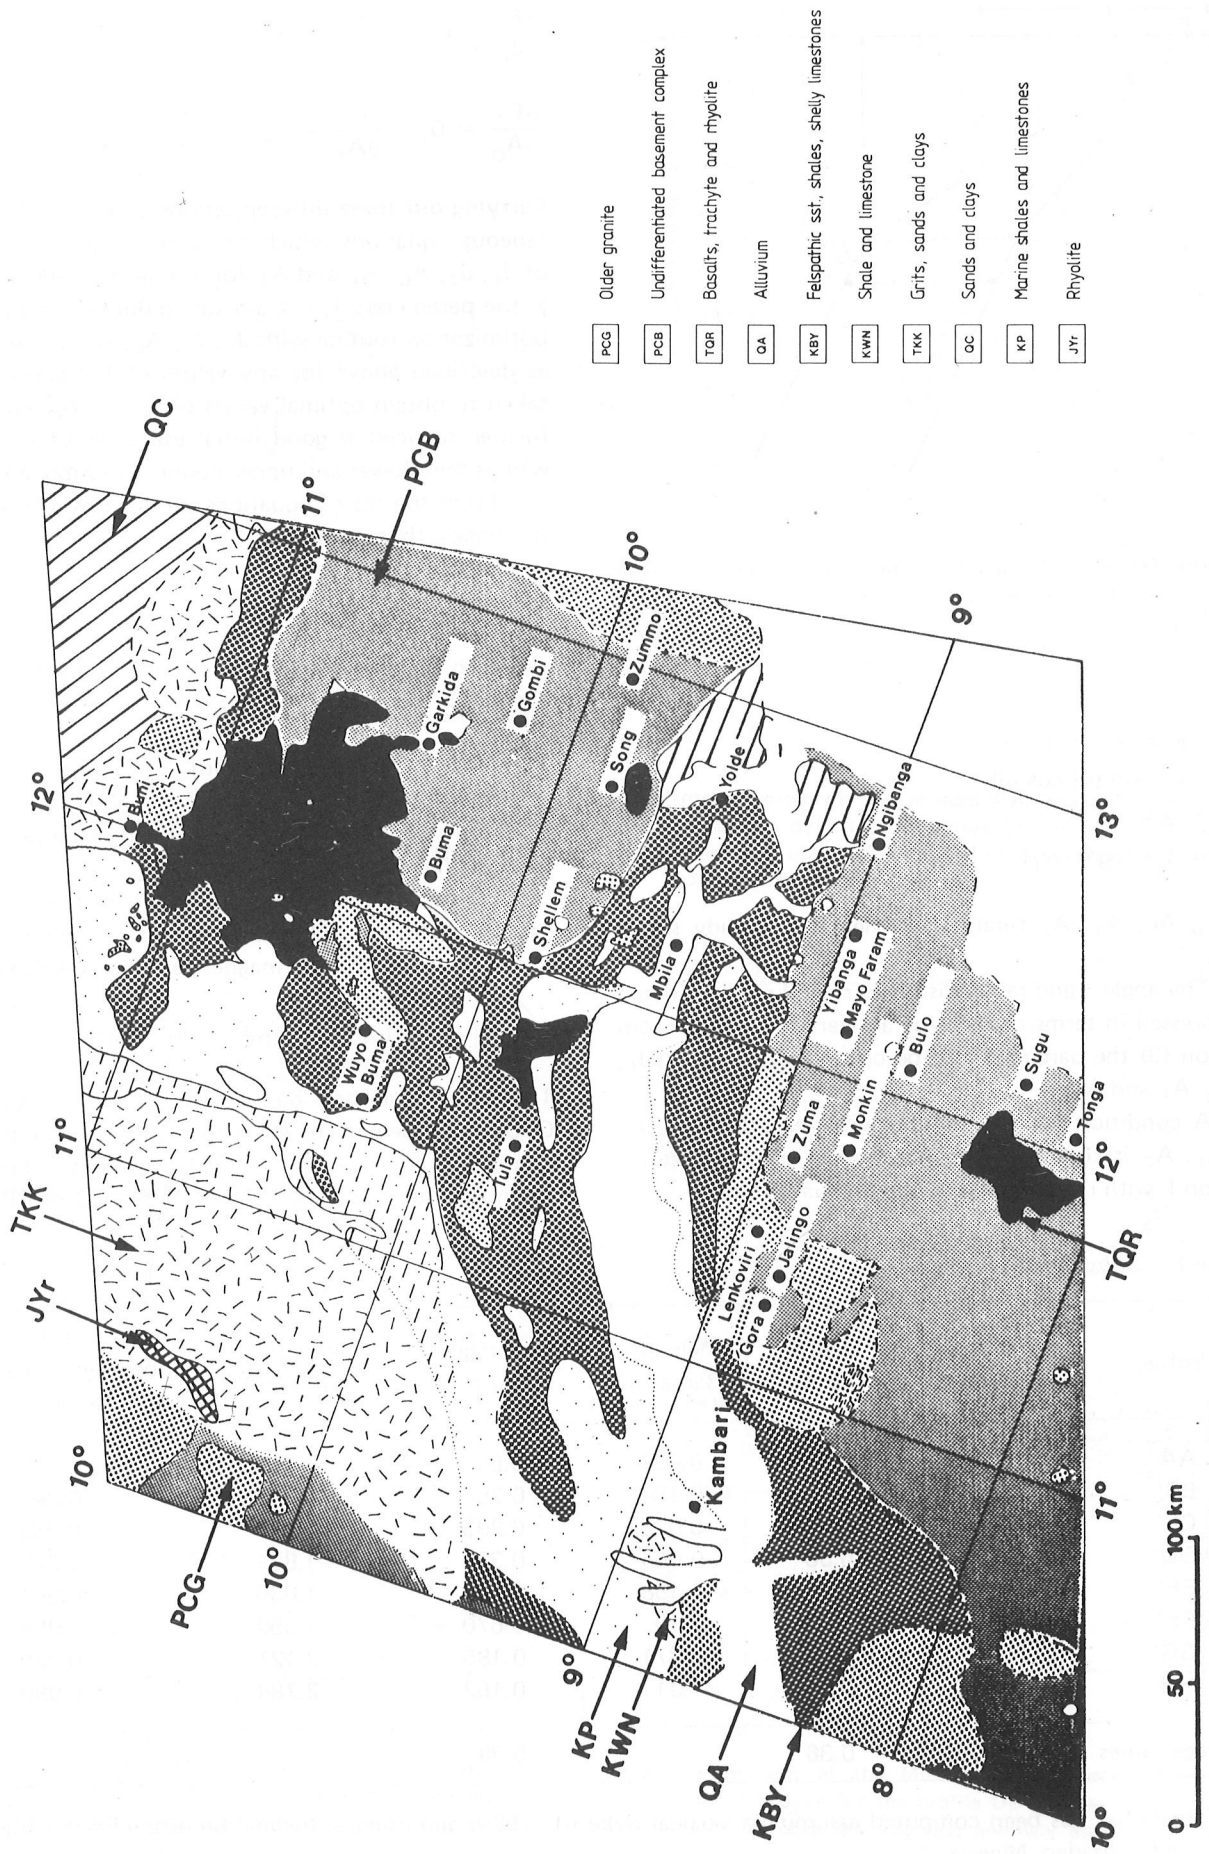 QC
11°
PCB
10°
9°
13°
12°
11°
10°
TKK
JYr
PCG
10°
9°
KP
KWN
QA
KBY
8°
10°
11°
12°
TQR
Buni
Garkida
Gombi
Zummo
Song
Buma
Shellem
Yolde
Ngibenga
Mbila
Wuyo
Buma
Yibanga
Mayo Faram
Bulo
Monkin
Zuma
Sugu
Tonga
Tula
Lenkoviri
Jalingo
Gora
Kambari
0 50 100 km
PCG Older granite
PCB Undifferentiated basement complex
TQR Basalts, trachyte and rhyolite
QA Alluvium
KBY Felspathic sst., shales, shelly limestones
KWN Shale and limestone
TKK Grits, sands and clays
QC Sands and clays
KP Marine shales and limestones
JYr Rhyolite